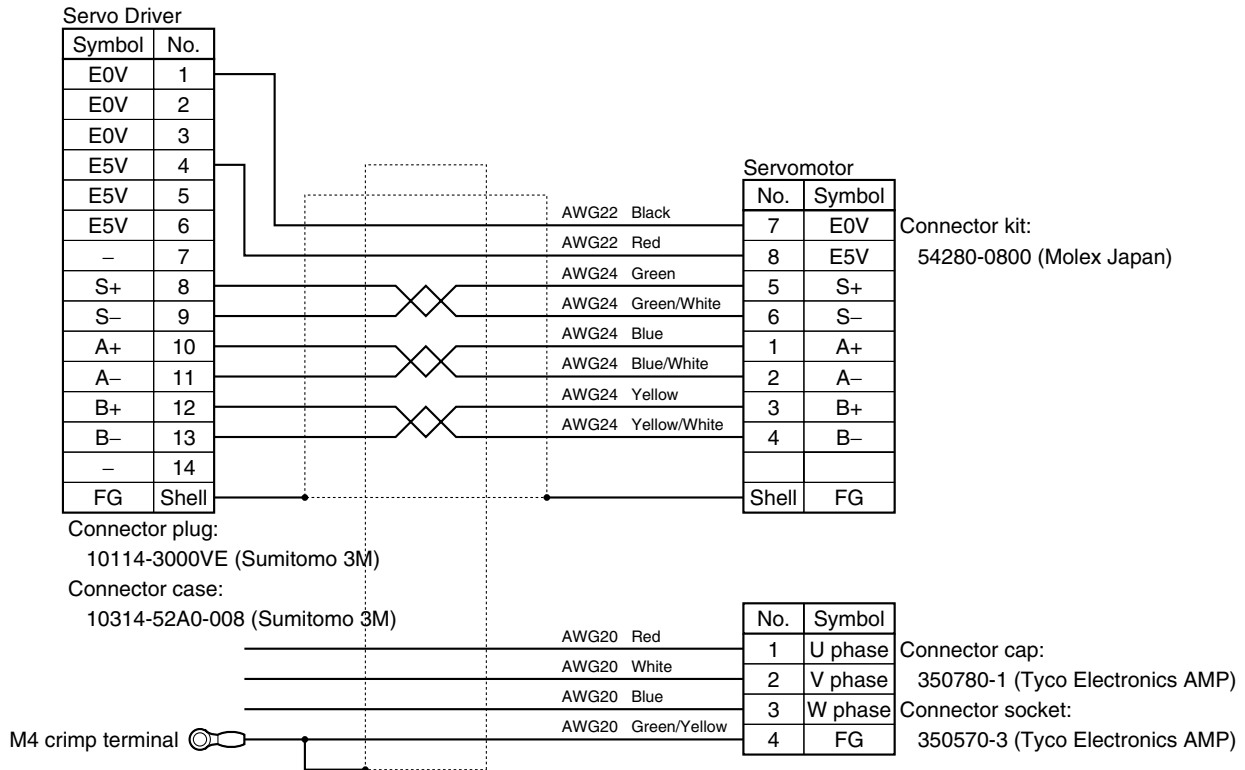 Servo Driver
Symbol No.
E0V 1
E0V 2
E0V 3
E5V 4
E5V 5
E5V 6
– 7
S+ 8
S− 9
A+ 10
A− 11
B+ 12
B− 13
– 14
FG Shell
Connector plug:
10114-3000VE (Sumitomo 3M)
Connector case:
10314-52A0-008 (Sumitomo 3M)
AWG22 Black
AWG22 Red
AWG24 Green
AWG24 Green/White
AWG24 Blue
AWG24 Blue/White
AWG24 Yellow
AWG24 Yellow/White
Servomotor
No. Symbol
7 E0V
8 E5V
5 S+
6 S−
1 A+
2 A−
3 B+
4 B−
Shell FG
Connector kit:
54280-0800 (Molex Japan)
AWG20 Red
AWG20 White
AWG20 Blue
AWG20 Green/Yellow
M4 crimp terminal
No. Symbol
1 U phase
2 V phase
3 W phase
4 FG
Connector cap:
350780-1 (Tyco Electronics AMP)
Connector socket:
350570-3 (Tyco Electronics AMP)